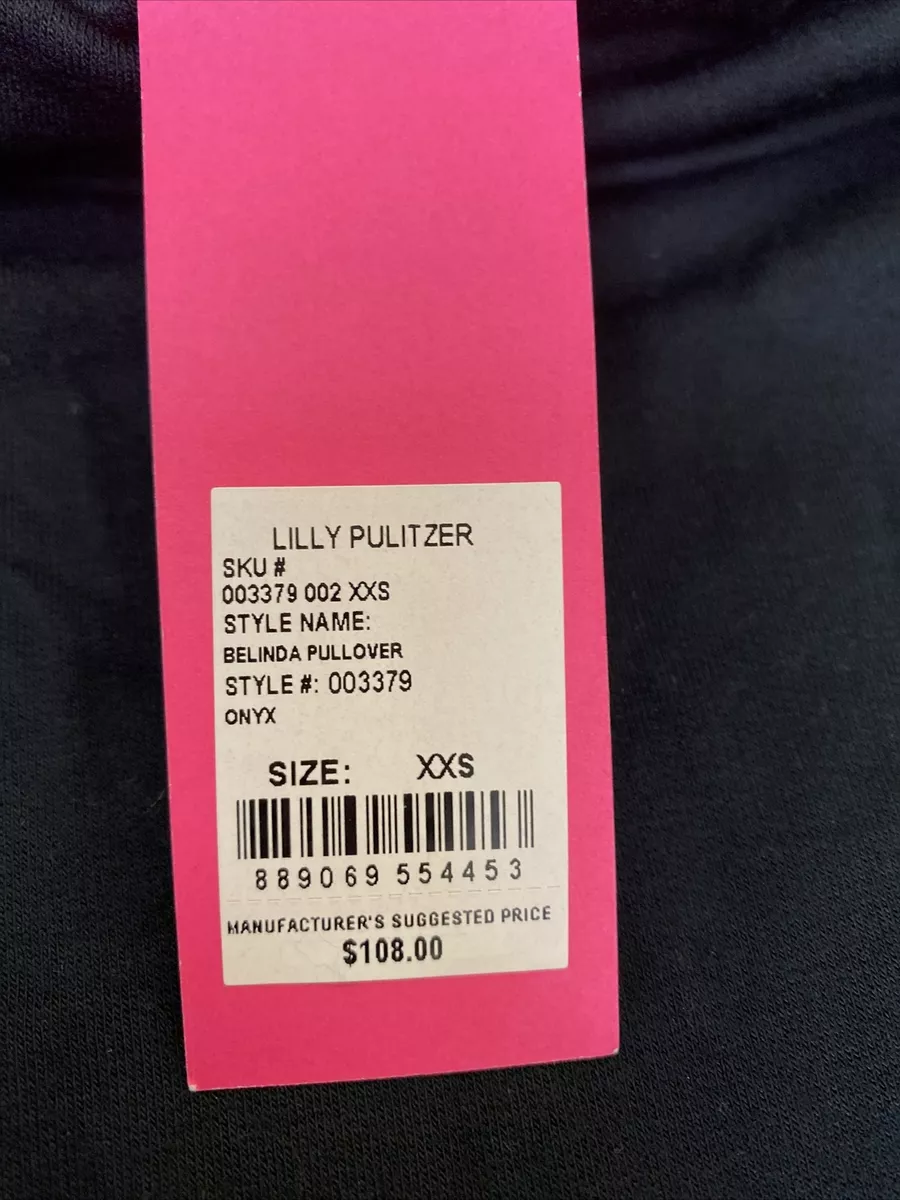 LILLY PULITZER
SKU #
003379 002 XXS
STYLE NAME:
BELINDA PULLOVER
STYLE #: 003379
ONYX
SIZE: XXS
889069 554453
MANUFACTURER'S SUGGESTED PRICE
$108.00